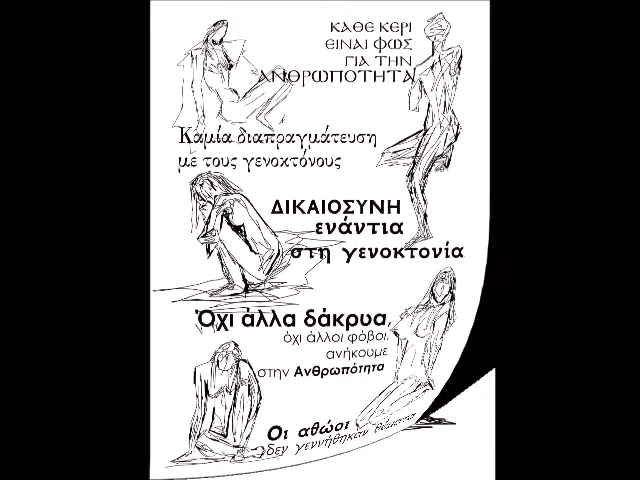 ΚΑΘΕ ΚΕΡΙ
ΕΙΝΑΙ ΦΩΣ
ΓΙΑ ΤΗΝ
ΑΝΘΡΩΠΟΤΗΤΑ
Καμία διαπραγμάτευση
με τους γενοκτόνους
ΔΙΚΑΙΟΣΥΝΗ
ενάντια
στη γενοκτονία
Όχι άλλα δάκρυα,
όχι άλλοι φόβοι,
ανήκουμε
στην Ανθρωπότητα
Οι αθώοι
δεν γεννήθηκαν θύματα